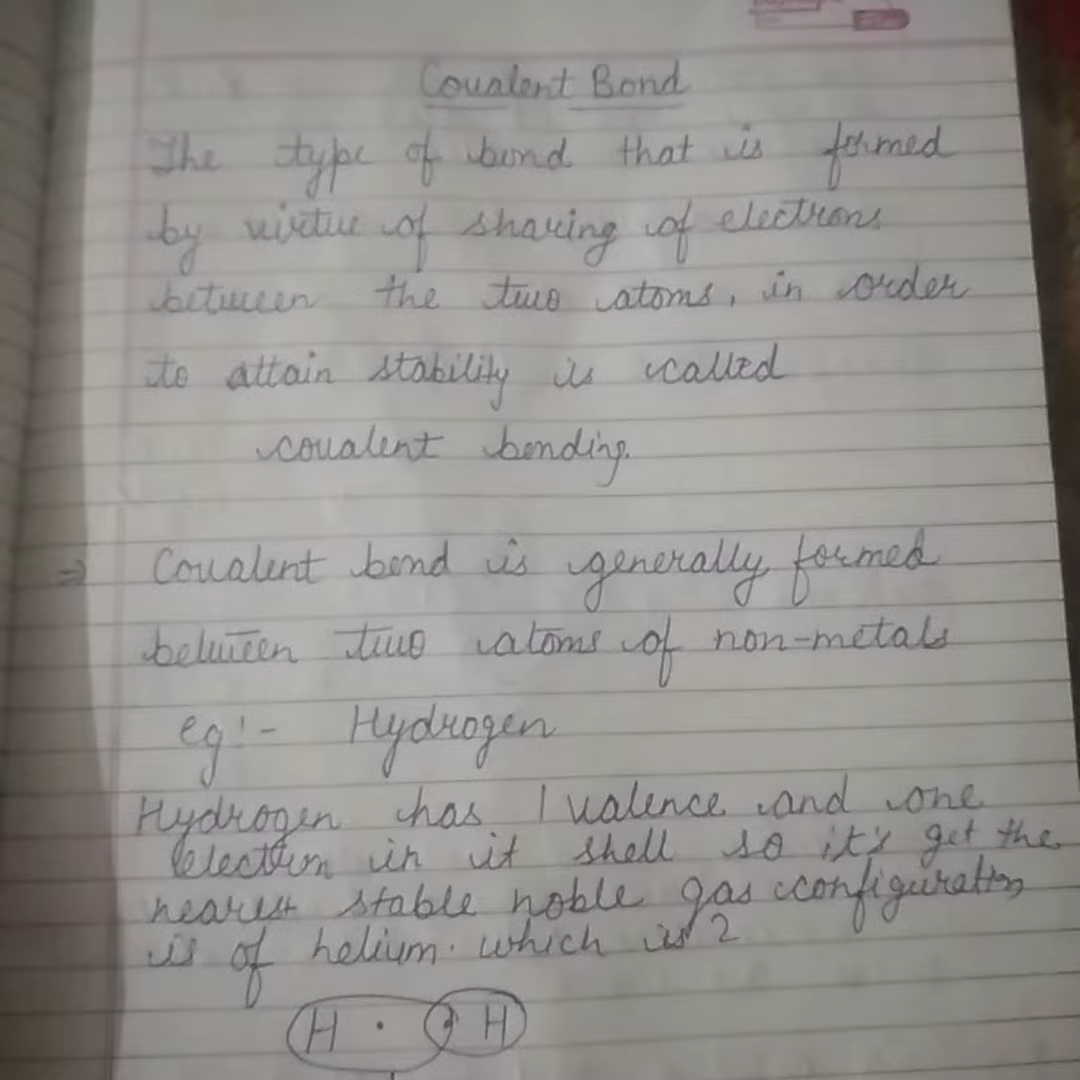 Covalent Bond
The type of bond that is formed
by virtue of sharing of electrons
between the two atoms, in order
to attain stability is called
covalent bonding.
→ Covalent bond is generally formed
between two atoms of non-metals
eg:- Hydrogen
Hydrogen has 1 valence and one
electron in it shell so it's get the
nearest stable noble gas configuration
is of helium. which is 2
H · H